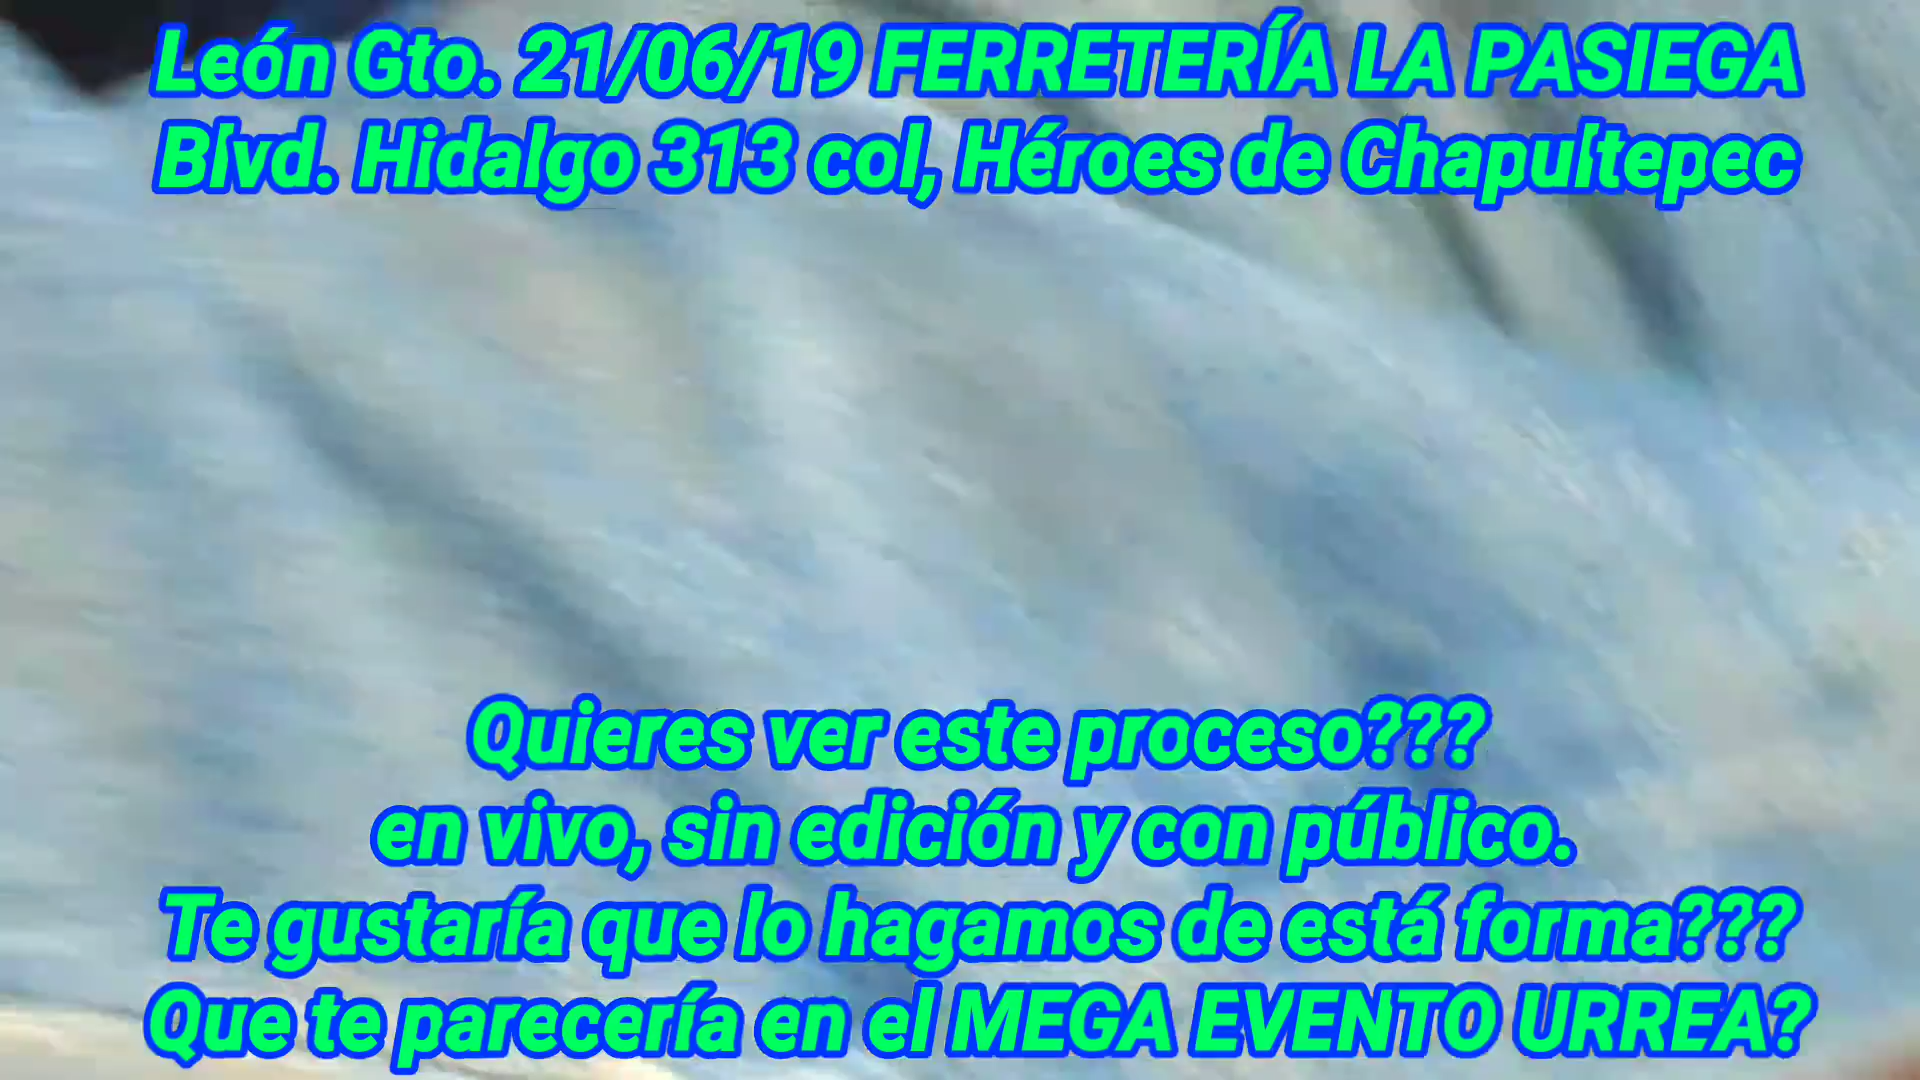 León Gto. 21/06/19 FERRETERÍA LA PASIEGA
Blvd. Hidalgo 313 col, Héroes de Chapultepec
Quieres ver este proceso???
en vivo, sin edición y con público.
Te gustaría que lo hagamos de está forma???
Que te parecería en el MEGA EVENTO URREA?